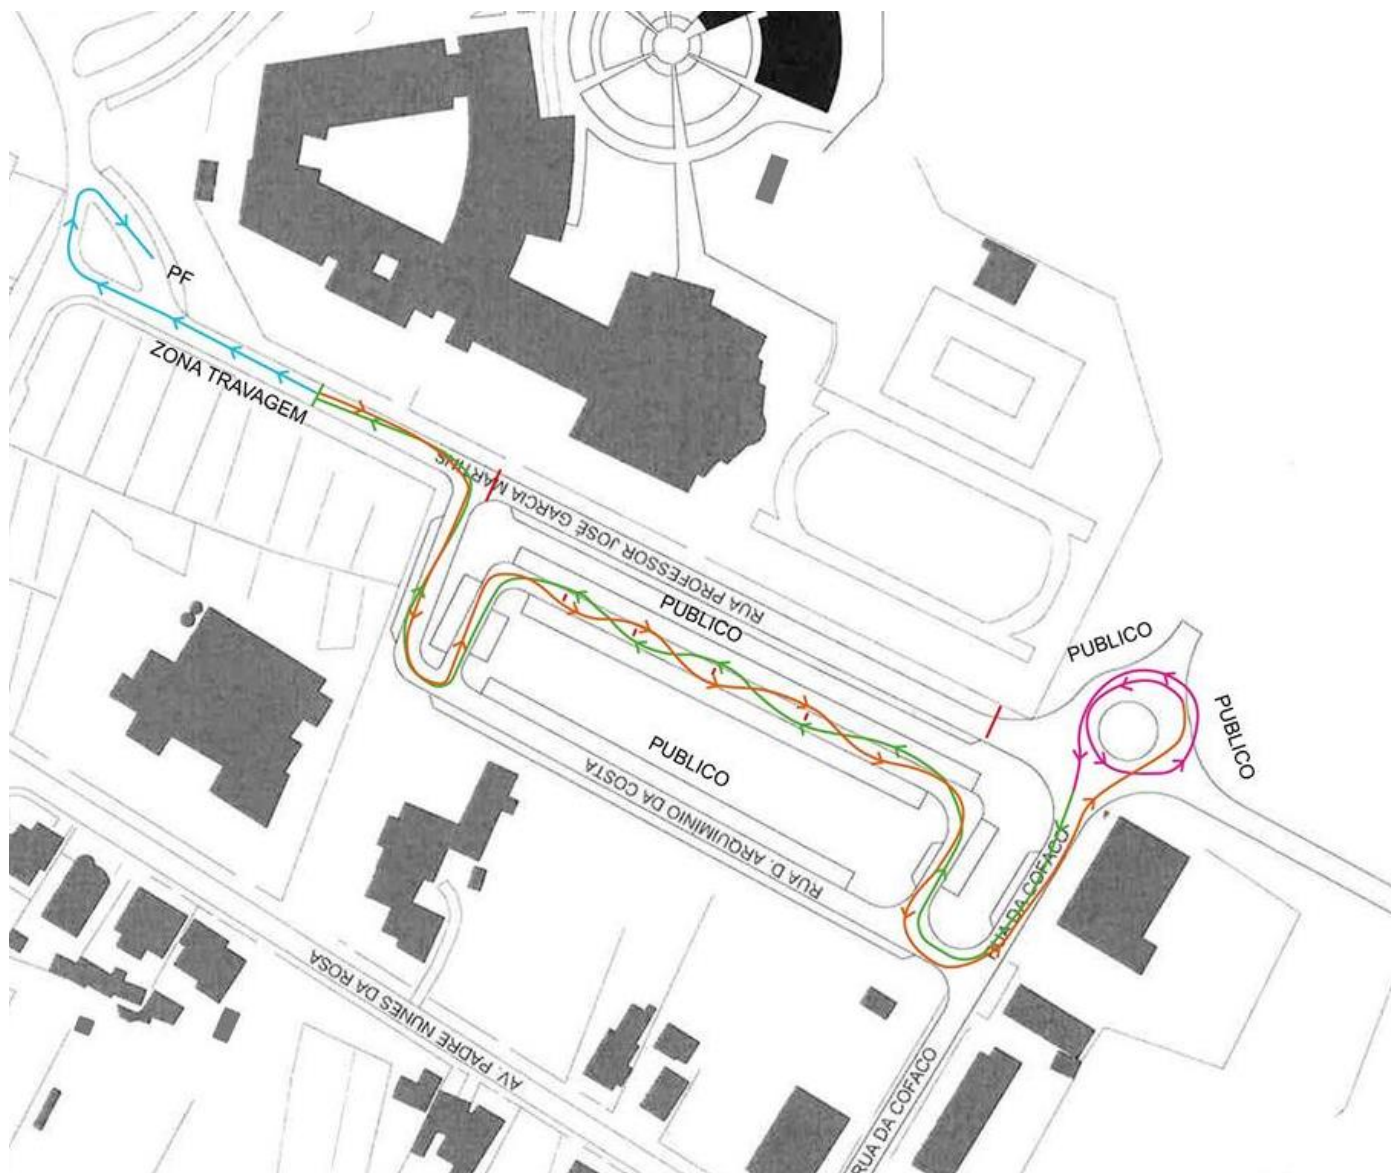 PF
ZONA TRAVAGEM
RUA PROFESSOR JOSÉ GARCIA MARTINS
PUBLICO
PUBLICO
PUBLICO
PUBLICO
RUA D. ARQUIMINIO DA COSTA
RUA DA COFACO
AV. PADRE NUNES DA ROSA
RUA DA COFACO